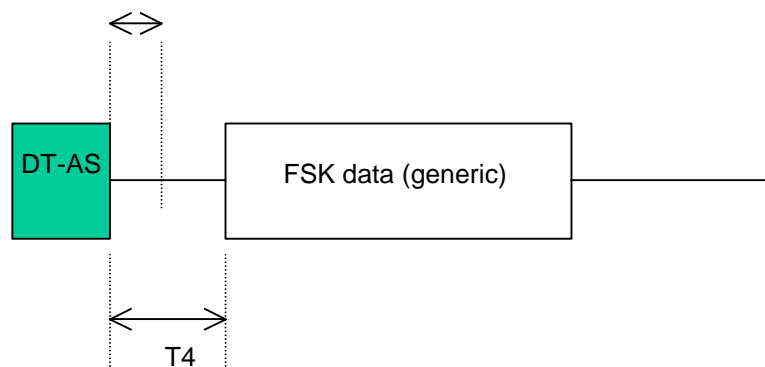 DT-AS
FSK data (generic)
T4